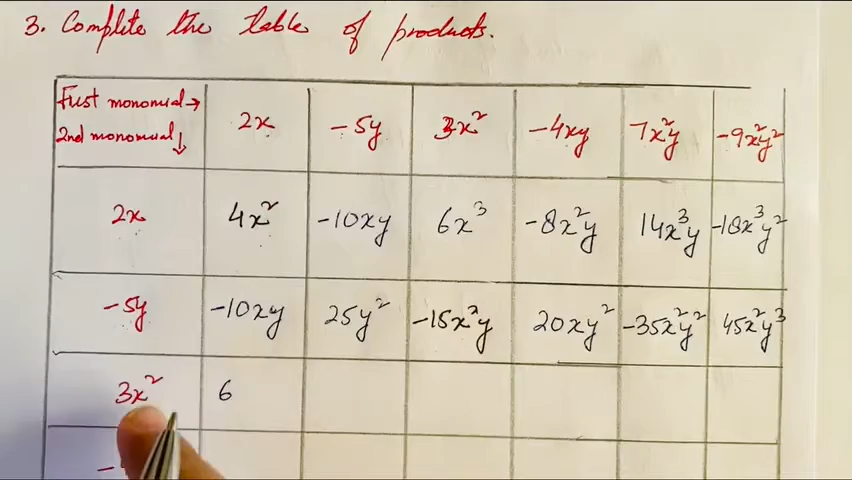 3. Complete the table of products.
First monomial → 2x -5y 3x² -4xy 7x²y -9x²y²
2nd monomial ↓
2x 4x² -10xy 6x³ -8x²y 14x³y -18x³y²
-5y -10xy 25y² -15x²y 20xy² -35x²y² 45x²y³
3x² 6
-